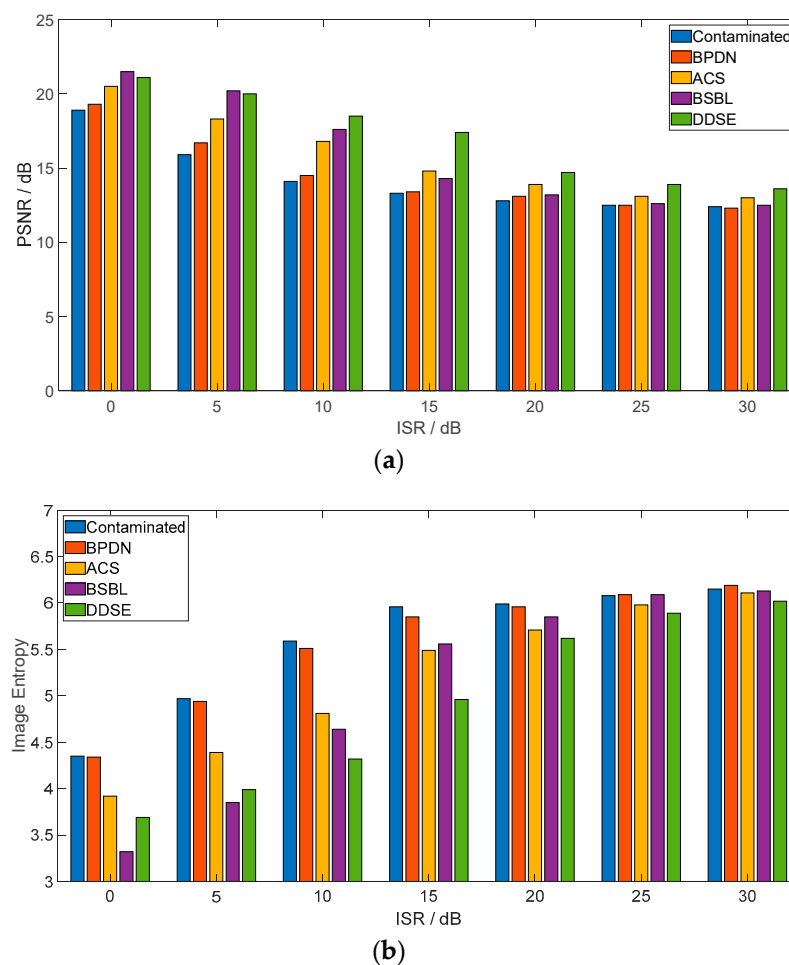 25
20
15
10
5
0
PSNR / dB
Contaminated
BPDN
ACS
BSBL
DDSE
0 5 10 15 20 25 30
ISR / dB
(a)
7
6.5
6
5.5
5
4.5
4
3.5
3
Image Entropy
Contaminated
BPDN
ACS
BSBL
DDSE
0 5 10 15 20 25 30
ISR / dB
(b)